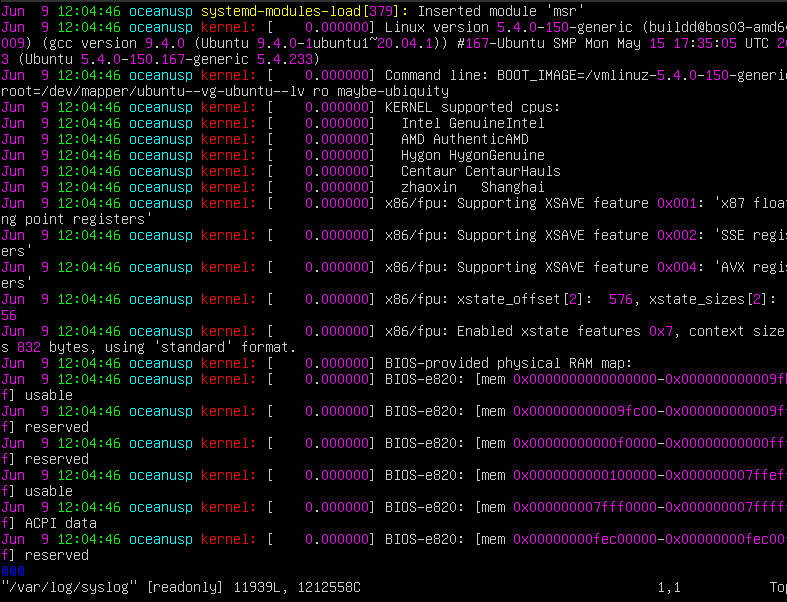 Jun  9 12:04:46 oceanusp systemd-modules-load[379]: Inserted module 'msr'
Jun  9 12:04:46 oceanusp kernel: [    0.000000] Linux version 5.4.0-150-generic (buildd@bos03-amd64
009) (gcc version 9.4.0 (Ubuntu 9.4.0-1ubuntu1~20.04.1)) #167-Ubuntu SMP Mon May 15 17:35:05 UTC 20
3 (Ubuntu 5.4.0-150.167-generic 5.4.233)
Jun  9 12:04:46 oceanusp kernel: [    0.000000] Command line: BOOT_IMAGE=/vmlinuz-5.4.0-150-generic
root=/dev/mapper/ubuntu--vg-ubuntu--lv ro maybe-ubiquity
Jun  9 12:04:46 oceanusp kernel: [    0.000000] KERNEL supported cpus:
Jun  9 12:04:46 oceanusp kernel: [    0.000000]   Intel GenuineIntel
Jun  9 12:04:46 oceanusp kernel: [    0.000000]   AMD AuthenticAMD
Jun  9 12:04:46 oceanusp kernel: [    0.000000]   Hygon HygonGenuine
Jun  9 12:04:46 oceanusp kernel: [    0.000000]   Centaur CentaurHauls
Jun  9 12:04:46 oceanusp kernel: [    0.000000]   zhaoxin   Shanghai
Jun  9 12:04:46 oceanusp kernel: [    0.000000] x86/fpu: Supporting XSAVE feature 0x001: 'x87 float
ng point registers'
Jun  9 12:04:46 oceanusp kernel: [    0.000000] x86/fpu: Supporting XSAVE feature 0x002: 'SSE regis
ers'
Jun  9 12:04:46 oceanusp kernel: [    0.000000] x86/fpu: Supporting XSAVE feature 0x004: 'AVX regis
ers'
Jun  9 12:04:46 oceanusp kernel: [    0.000000] x86/fpu: xstate_offset[2]:  576, xstate_sizes[2]:
56
Jun  9 12:04:46 oceanusp kernel: [    0.000000] x86/fpu: Enabled xstate features 0x7, context size
s 832 bytes, using 'standard' format.
Jun  9 12:04:46 oceanusp kernel: [    0.000000] BIOS-provided physical RAM map:
Jun  9 12:04:46 oceanusp kernel: [    0.000000] BIOS-e820: [mem 0x0000000000000000-0x000000000009fb
f] usable
Jun  9 12:04:46 oceanusp kernel: [    0.000000] BIOS-e820: [mem 0x000000000009fc00-0x000000000009ff
f] reserved
Jun  9 12:04:46 oceanusp kernel: [    0.000000] BIOS-e820: [mem 0x00000000000f0000-0x00000000000fff
f] reserved
Jun  9 12:04:46 oceanusp kernel: [    0.000000] BIOS-e820: [mem 0x0000000000100000-0x000000007ffeff
f] usable
Jun  9 12:04:46 oceanusp kernel: [    0.000000] BIOS-e820: [mem 0x000000007fff0000-0x000000007fffff
f] ACPI data
Jun  9 12:04:46 oceanusp kernel: [    0.000000] BIOS-e820: [mem 0x00000000fec00000-0x00000000fec00f
f] reserved
@@@
"/var/log/syslog" [readonly] 11939L, 1212558C 1,1 Top